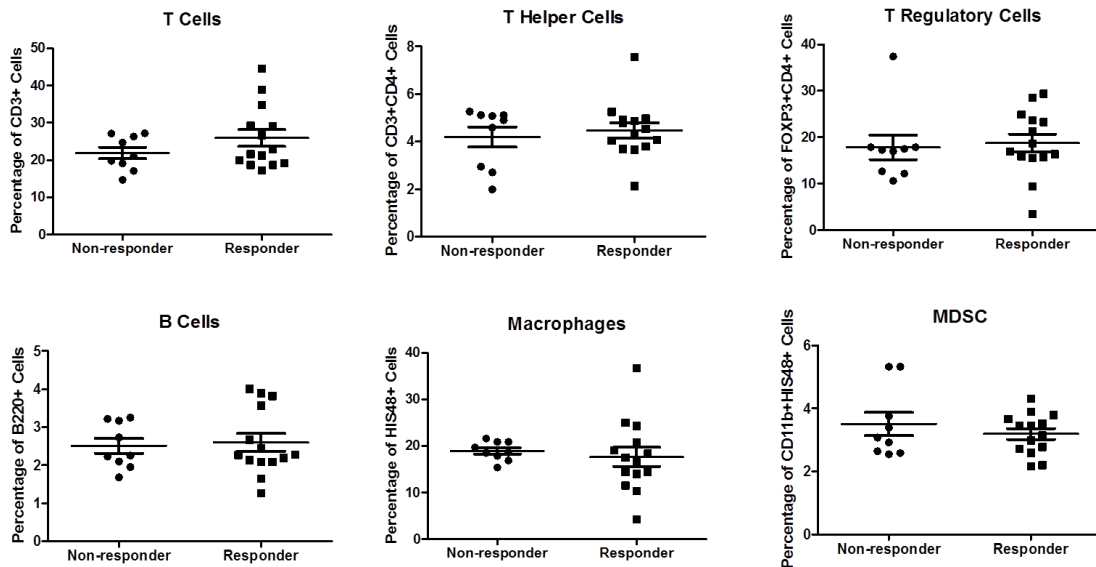 T Cells
Percentage of CD3+ Cells
50
40
30
20
10
0
Non-responder
Responder
T Helper Cells
Percentage of CD3+CD4+ Cells
8
6
4
2
0
Non-responder
Responder
T Regulatory Cells
Percentage of FOXP3+CD4+ Cells
40
30
20
10
0
Non-responder
Responder
B Cells
Percentage of B220+ Cells
5
4
3
2
1
0
Non-responder
Responder
Macrophages
Percentage of HIS48+ Cells
40
30
20
10
0
Non-responder
Responder
MDSC
Percentage of CD11b+HIS48+ Cells
6
4
2
0
Non-responder
Responder